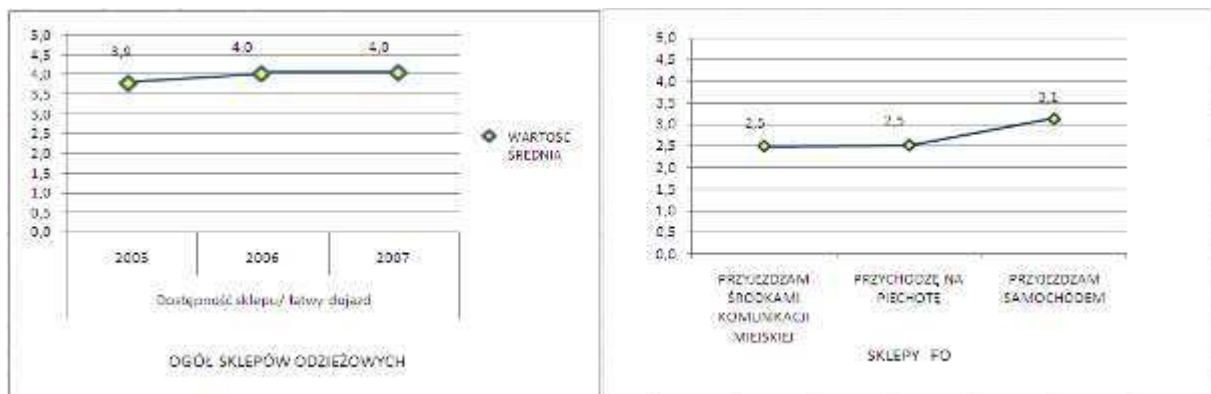 5,0
4,5
4,0
3,5
3,0
2,5
2,0
1,5
1,0
0,5
0,0
4,0
4,0
2005
2006
2007
Dostępność sklepu/ łatwy dojazd
OGÓŁ SKLEPÓW ODZIEŻOWYCH
WARTOSC
ŚREDNIA
5,0
4,5
4,0
3,5
3,0
2,5
2,0
1,5
1,0
0,5
0,0
2,5
2,5
3,1
PRZYJEZDZAM
ŚRODKAMI
KOMUNIKACJI
MIEJSKIEJ
PRZYCHODZĘ NA
PIECHOTĘ
PRZYJEZDZAM
SAMOCHODEM
SKLEPY FO